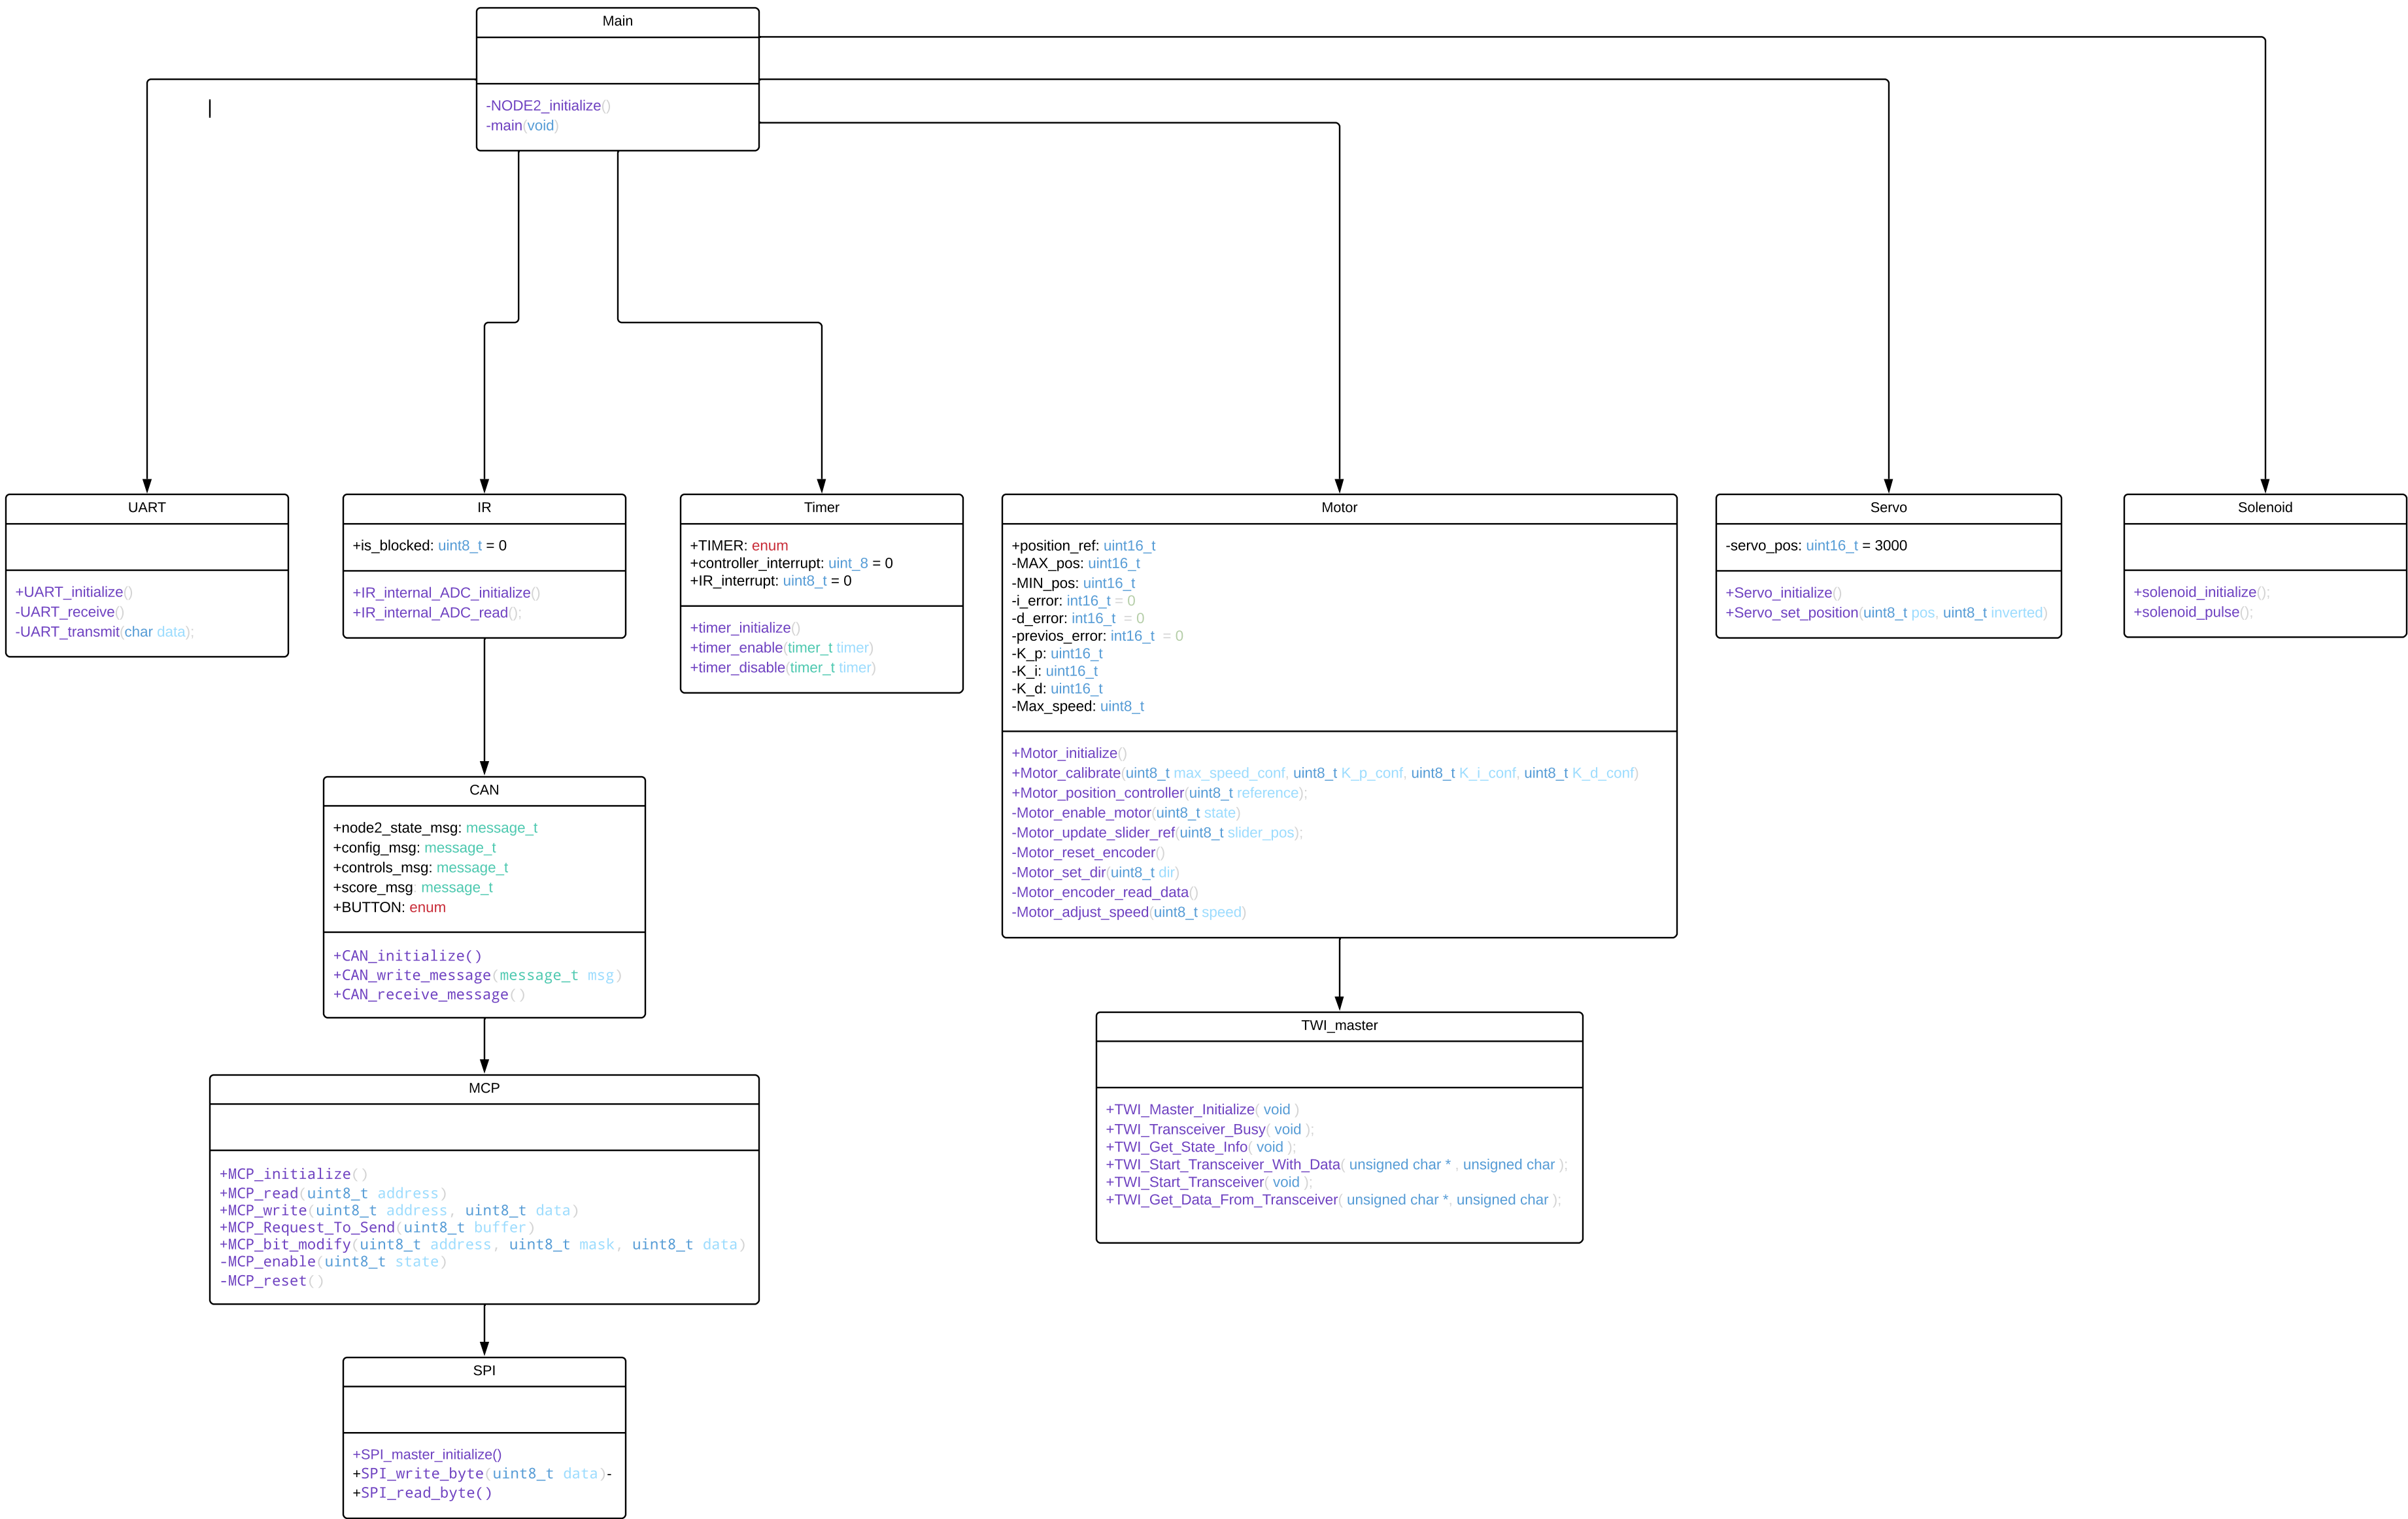 Main
-NODE2_initialize()
-main(void)
UART
+UART_initialize()
-UART_receive()
-UART_transmit(char data);
IR
+is_blocked: uint8_t = 0
+IR_internal_ADC_initialize()
+IR_internal_ADC_read();
Timer
+TIMER: enum
+controller_interrupt: uint_8 = 0
+IR_interrupt: uint8_t = 0
+timer_initialize()
+timer_enable(timer_t timer)
+timer_disable(timer_t timer)
Motor
+position_ref: uint16_t
-MAX_pos: uint16_t
-MIN_pos: uint16_t
-i_error: int16_t = 0
-d_error: int16_t  = 0
-previos_error: int16_t  = 0
-K_p: uint16_t
-K_i: uint16_t
-K_d: uint16_t
-Max_speed: uint8_t
+Motor_initialize()
+Motor_calibrate(uint8_t max_speed_conf, uint8_t K_p_conf, uint8_t K_i_conf, uint8_t K_d_conf)
+Motor_position_controller(uint8_t reference);
-Motor_enable_motor(uint8_t state)
-Motor_update_slider_ref(uint8_t slider_pos);
-Motor_reset_encoder()
-Motor_set_dir(uint8_t dir)
-Motor_encoder_read_data()
-Motor_adjust_speed(uint8_t speed)
Servo
-servo_pos: uint16_t = 3000
+Servo_initialize()
+Servo_set_position(uint8_t pos, uint8_t inverted)
Solenoid
+solenoid_initialize();
+solenoid_pulse();
CAN
+node2_state_msg: message_t
+config_msg: message_t
+controls_msg: message_t
+score_msg: message_t
+BUTTON: enum
+CAN_initialize()
+CAN_write_message(message_t msg)
+CAN_receive_message()
TWI_master
+TWI_Master_Initialize( void )
+TWI_Transceiver_Busy( void );
+TWI_Get_State_Info( void );
+TWI_Start_Transceiver_With_Data( unsigned char * , unsigned char );
+TWI_Start_Transceiver( void );
+TWI_Get_Data_From_Transceiver( unsigned char *, unsigned char );
MCP
+MCP_initialize()
+MCP_read(uint8_t address)
+MCP_write(uint8_t address, uint8_t data)
+MCP_Request_To_Send(uint8_t buffer)
+MCP_bit_modify(uint8_t address, uint8_t mask, uint8_t data)
-MCP_enable(uint8_t state)
-MCP_reset()
SPI
+SPI_master_initialize()
+SPI_write_byte(uint8_t data)-
+SPI_read_byte()